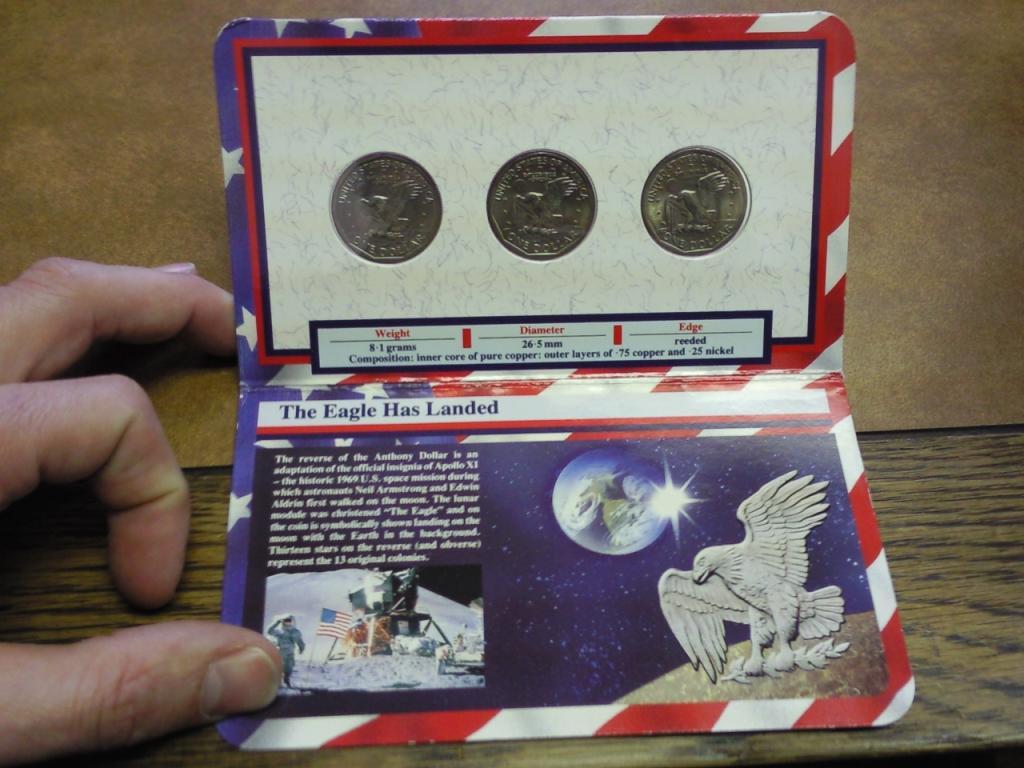 UNITED STATES OF
ONE DOLLAR
UNITED STATES OF
ONE DOLLAR
UNITED STATES OF
ONE DOLLAR
Weight Diameter Edge
8·1 grams 26·5 mm reeded
Composition: inner core of pure copper: outer layers of ·75 copper and ·25 nickel
The Eagle Has Landed
The reverse of the Anthony Dollar is an
adaptation of the official insignia of Apollo XI
– the historic 1969 U.S. space mission during
which astronauts Neil Armstrong and Edwin
Aldrin first walked on the moon. The lunar
module was christened "The Eagle" and on
the coin is symbolically shown landing on the
moon with the Earth in the background.
Thirteen stars on the reverse (and obverse)
represent the 13 original colonies.